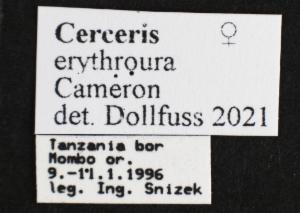 Cerceris ♀
erythroura
Cameron
det. Dollfuss 2021
Tanzania bor
Mombo or.
9.-11.1.1996
leg. Ing. Snizek